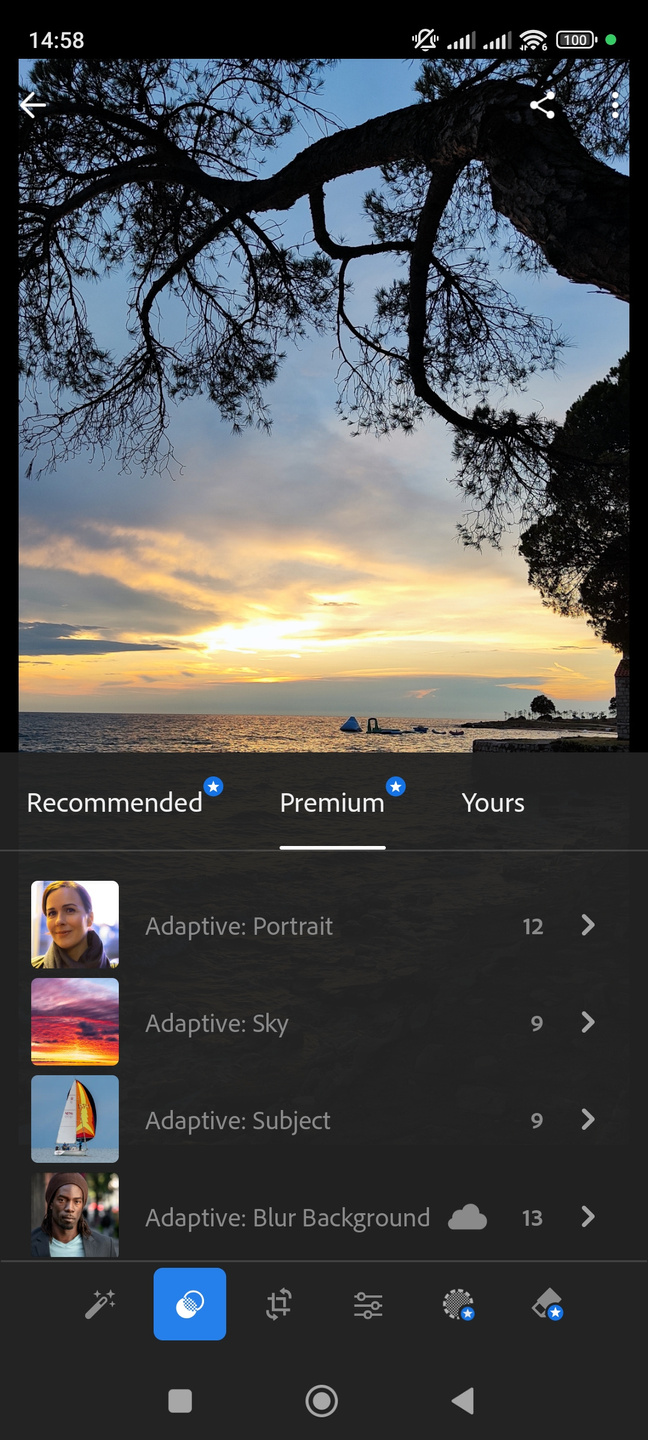 14:58
6
100
Recommended
Premium
Yours
Adaptive: Portrait 12
Adaptive: Sky 9
Adaptive: Subject 9
Adaptive: Blur Background 13